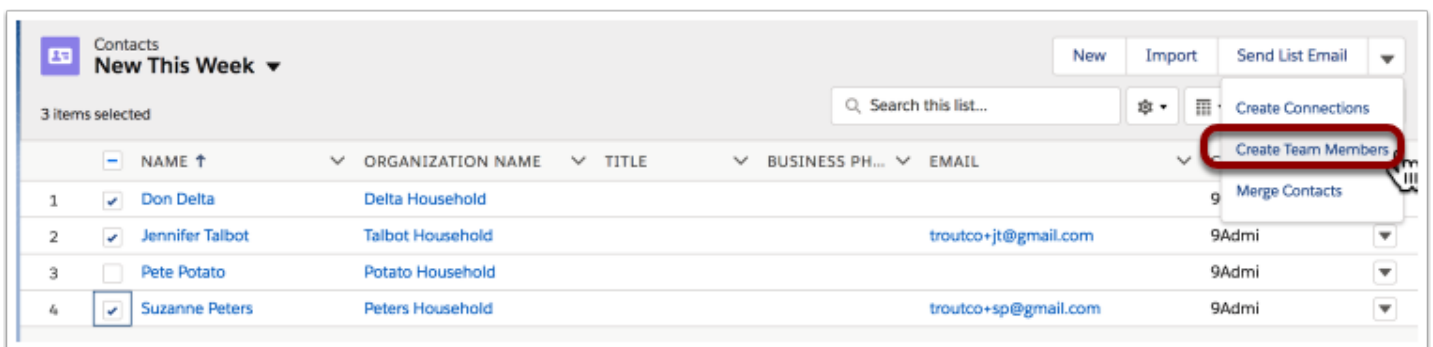 Contacts
New This Week
New Import Send List Email
3 items selected
Search this list...
Create Connections
Create Team Members
Merge Contacts
NAME ORGANIZATION NAME TITLE BUSINESS PH... EMAIL
1 Don Delta Delta Household
2 Jennifer Talbot Talbot Household troutco+jt@gmail.com 9Admi
3 Pete Potato Potato Household 9Admi
4 Suzanne Peters Peters Household troutco+sp@gmail.com 9Admi